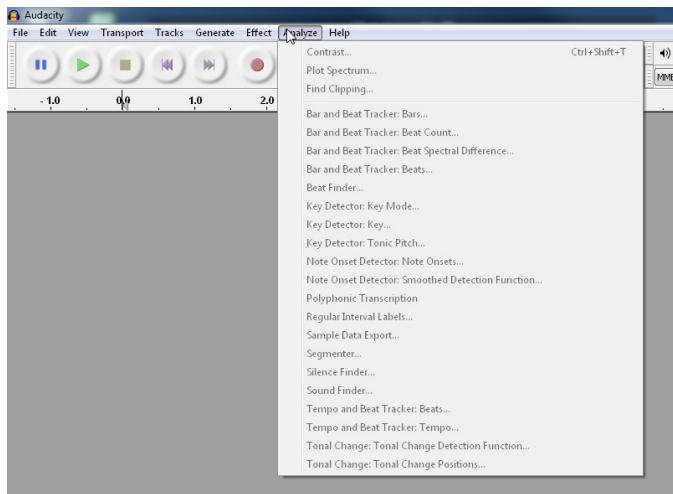 Audacity
File Edit View Transport Tracks Generate Effect Analyze Help
Contrast... Ctrl+Shift+T
Plot Spectrum...
Find Clipping...
- 1.0 0.0 1.0 2.0
Bar and Beat Tracker: Bars...
Bar and Beat Tracker: Beat Count...
Bar and Beat Tracker: Beat Spectral Difference...
Bar and Beat Tracker: Beats...
Beat Finder...
Key Detector: Key Mode...
Key Detector: Key...
Key Detector: Tonic Pitch...
Note Onset Detector: Note Onsets...
Note Onset Detector: Smoothed Detection Function...
Polyphonic Transcription
Regular Interval Labels...
Sample Data Export...
Segmenter...
Silence Finder...
Sound Finder...
Tempo and Beat Tracker: Beats...
Tempo and Beat Tracker: Tempo...
Tonal Change: Tonal Change Detection Function...
Tonal Change: Tonal Change Positions...